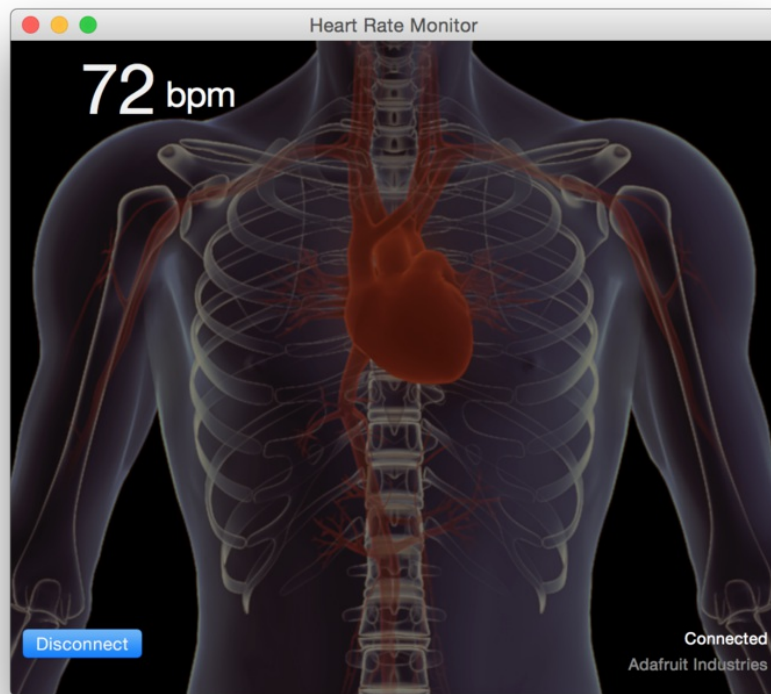 Heart Rate Monitor
72 bpm
Disconnect
Connected
Adafruit Industries